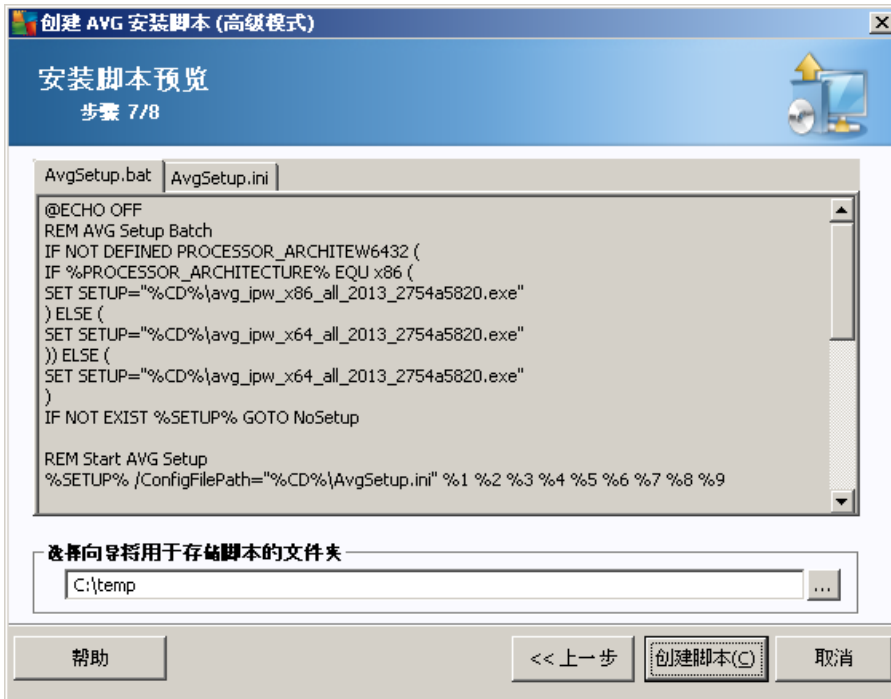 创建 AVG 安装脚本 (高级模式)
安装脚本预览
步骤 7/8
AvgSetup.bat
AvgSetup.ini
@ECHO OFF
REM AVG Setup Batch
IF NOT DEFINED PROCESSOR_ARCHITEW6432 (
IF %PROCESSOR_ARCHITECTURE% EQU x86 (
SET SETUP="%CD%\avg_ipw_x86_all_2013_2754a5820.exe"
) ELSE (
SET SETUP="%CD%\avg_ipw_x64_all_2013_2754a5820.exe"
)) ELSE (
SET SETUP="%CD%\avg_ipw_x64_all_2013_2754a5820.exe"
)
IF NOT EXIST %SETUP% GOTO NoSetup
REM Start AVG Setup
%SETUP% /ConfigFilePath="%CD%\AvgSetup.ini" %1 %2 %3 %4 %5 %6 %7 %8 %9
选择向导将用于存储脚本的文件夹
C:\temp
...
帮助
<< 上一步
创建脚本(C)
取消